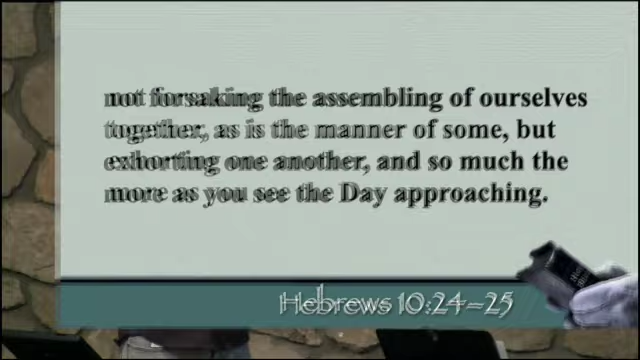 not forsaking the assembling of ourselves
together, as is the manner of some, but
exhorting one another, and so much the
more as you see the Day approaching.
Hebrews 10:24–25